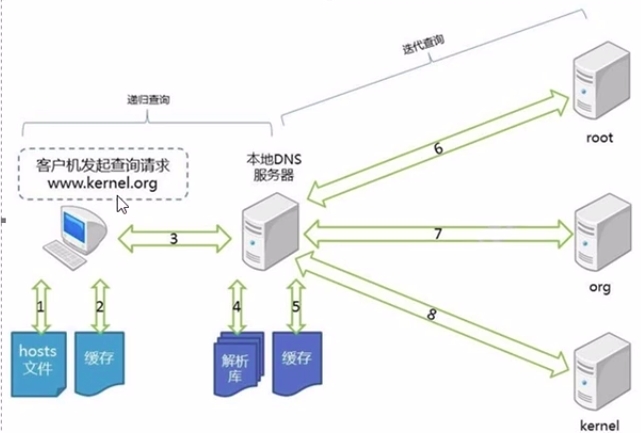 迭代查询
递归查询
客户机发起查询请求
www.kernel.org
本地DNS
服务器
root
6
3
7
org
8
1
2
4
5
hosts
文件
缓存
解析
库
缓存
kernel